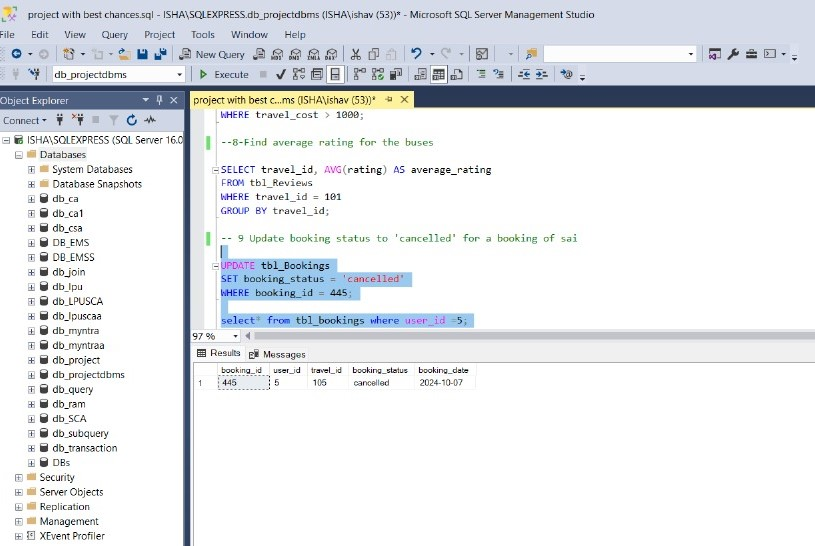 project with best chances.sql - ISHA\SQLEXPRESS.db_projectdbms (ISHA\ishav (53))* - Microsoft SQL Server Management Studio
File Edit View Query Project Tools Window Help
New Query
db_projectdbms Execute
Object Explorer
Connect
ISHA\SQLEXPRESS (SQL Server 16.0
Databases
System Databases
Database Snapshots
db_ca
db_ca1
db_csa
DB_EMS
DB_EMSS
db_join
db_lpu
db_LPUSCA
db_lpuscaa
db_myntra
db_myntraa
db_project
db_projectdbms
db_query
db_ram
db_SCA
db_subquery
db_transaction
DBs
Security
Server Objects
Replication
Management
XEvent Profiler
project with best c...ms (ISHA\ishav (53))*
WHERE travel_cost > 1000;
--8-Find average rating for the buses
SELECT travel_id, AVG(rating) AS average_rating
FROM tbl_Reviews
WHERE travel_id = 101
GROUP BY travel_id;
-- 9 Update booking status to 'cancelled' for a booking of sai
UPDATE tbl_Bookings
SET booking_status = 'cancelled'
WHERE booking_id = 445;
select* from tbl_bookings where user_id =5;
97 %
Results Messages
booking_id user_id travel_id booking_status booking_date
1 445 5 105 cancelled 2024-10-07